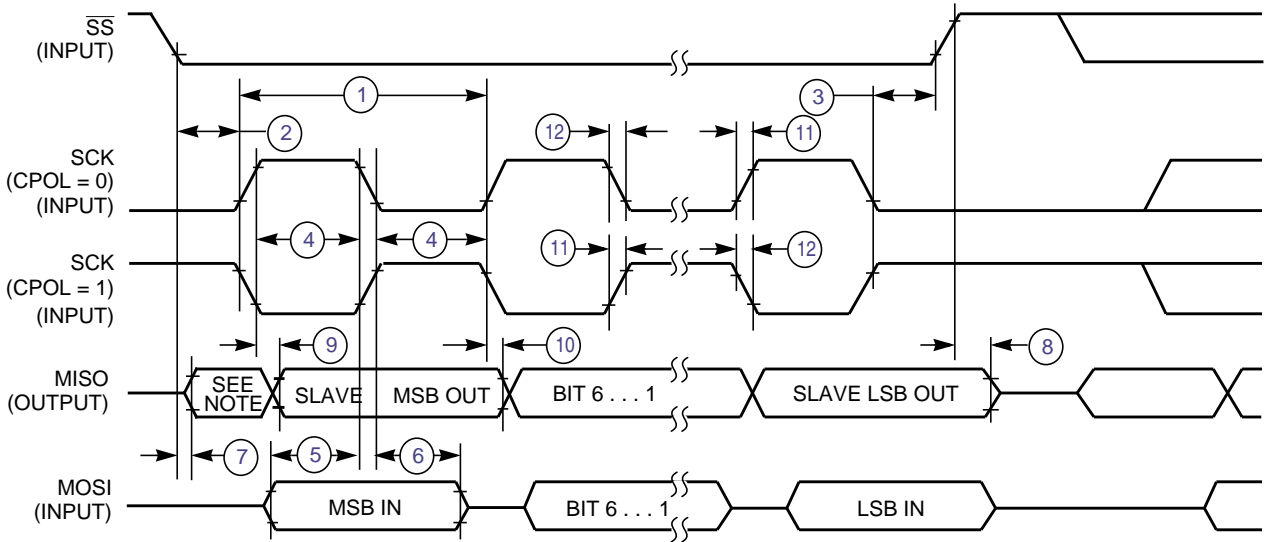 SS
(INPUT)
1
3
2
12
11
SCK
(CPOL = 0)
(INPUT)
4
4
11
12
SCK
(CPOL = 1)
(INPUT)
9
10
8
MISO
(OUTPUT)
SEE
NOTE
SLAVE
MSB OUT
BIT 6 . . . 1
SLAVE LSB OUT
7
5
6
MOSI
(INPUT)
MSB IN
BIT 6 . . . 1
LSB IN